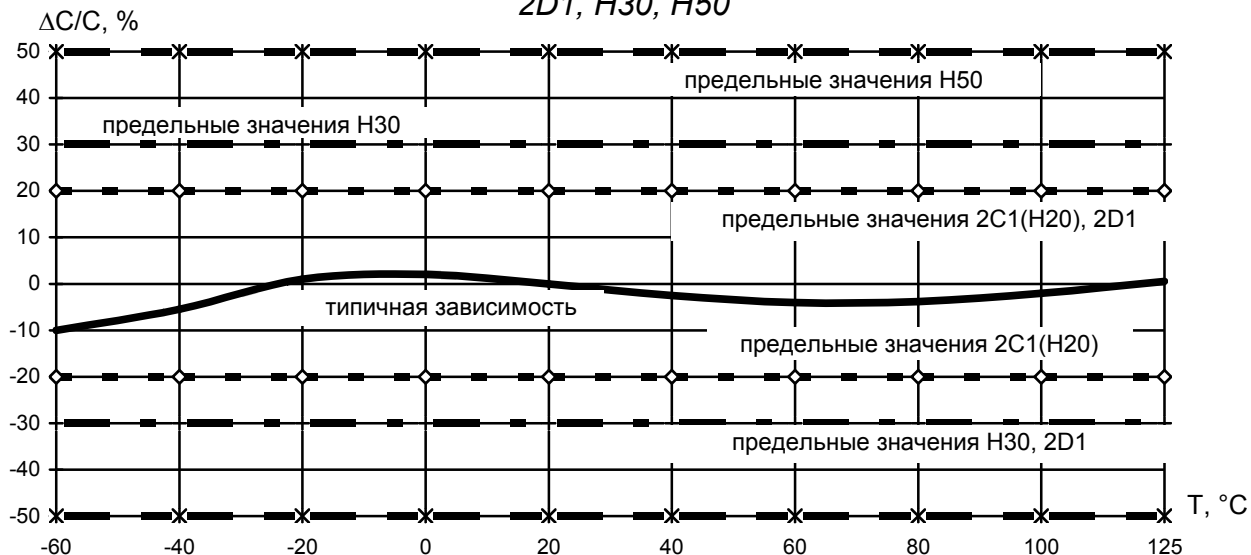 2D1, H30, H50
ΔC/C, %
50
предельные значения H50
40
предельные значения H30
30
20
предельные значения 2C1(H20), 2D1
10
0
типичная зависимость
-10
предельные значения 2C1(H20)
-20
-30
предельные значения H30, 2D1
-40
-50
T, °C
-60 -40 -20 0 20 40 60 80 100 125